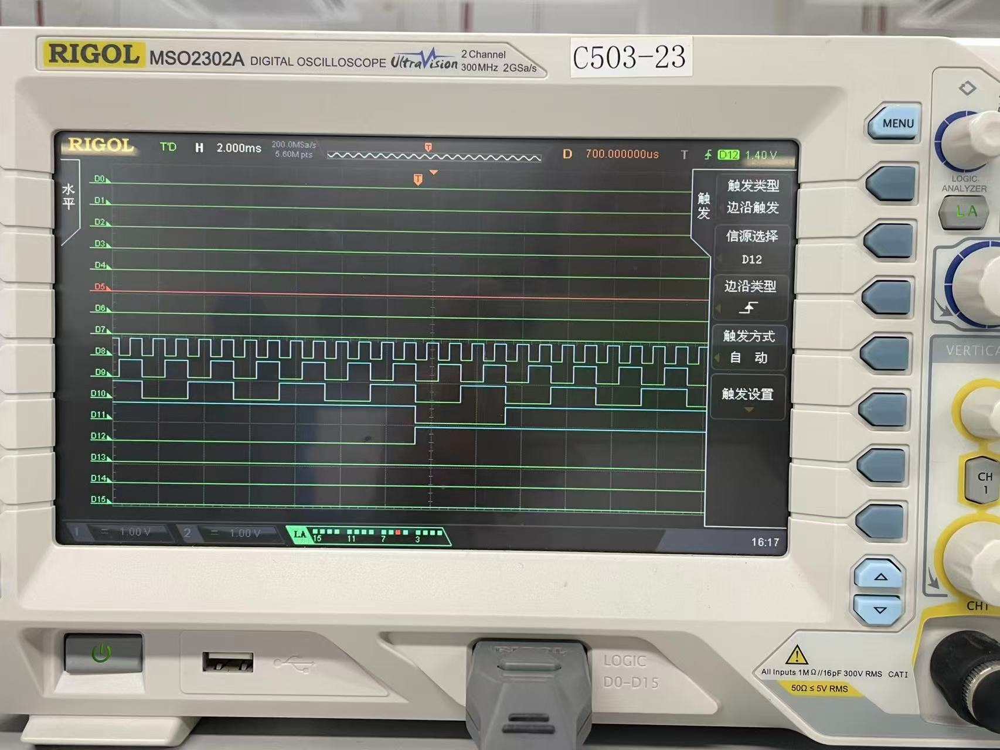 RIGOL MSO2302A DIGITAL OSCILLOSCOPE UltraVision 2 Channel
300MHz 2GSa/s
C503-23
MENU
RIGOL T'D H 2.000ms 200.0MSa/s
5.60M pts
T
D 700.000000us T D12 1.40 V
水平
T
D0
D1
D2
D3
D4
D5
D6
D7
D8
D9
D10
D11
D12
D13
D14
D15
触发
触发类型
边沿触发
信源选择
D12
边沿类型
触发方式
自 动
触发设置
1 = 1.00 V
2 = 1.00 V
LA 15 11 7 3
16:17
LOGIC
ANALYZER
LA
VERTICA
CH
1
CH1
RIGOL
LOGIC
D0-D15
All Inputs 1MΩ//16pF 300V RMS CAT I
50Ω ≤ 5V RMS